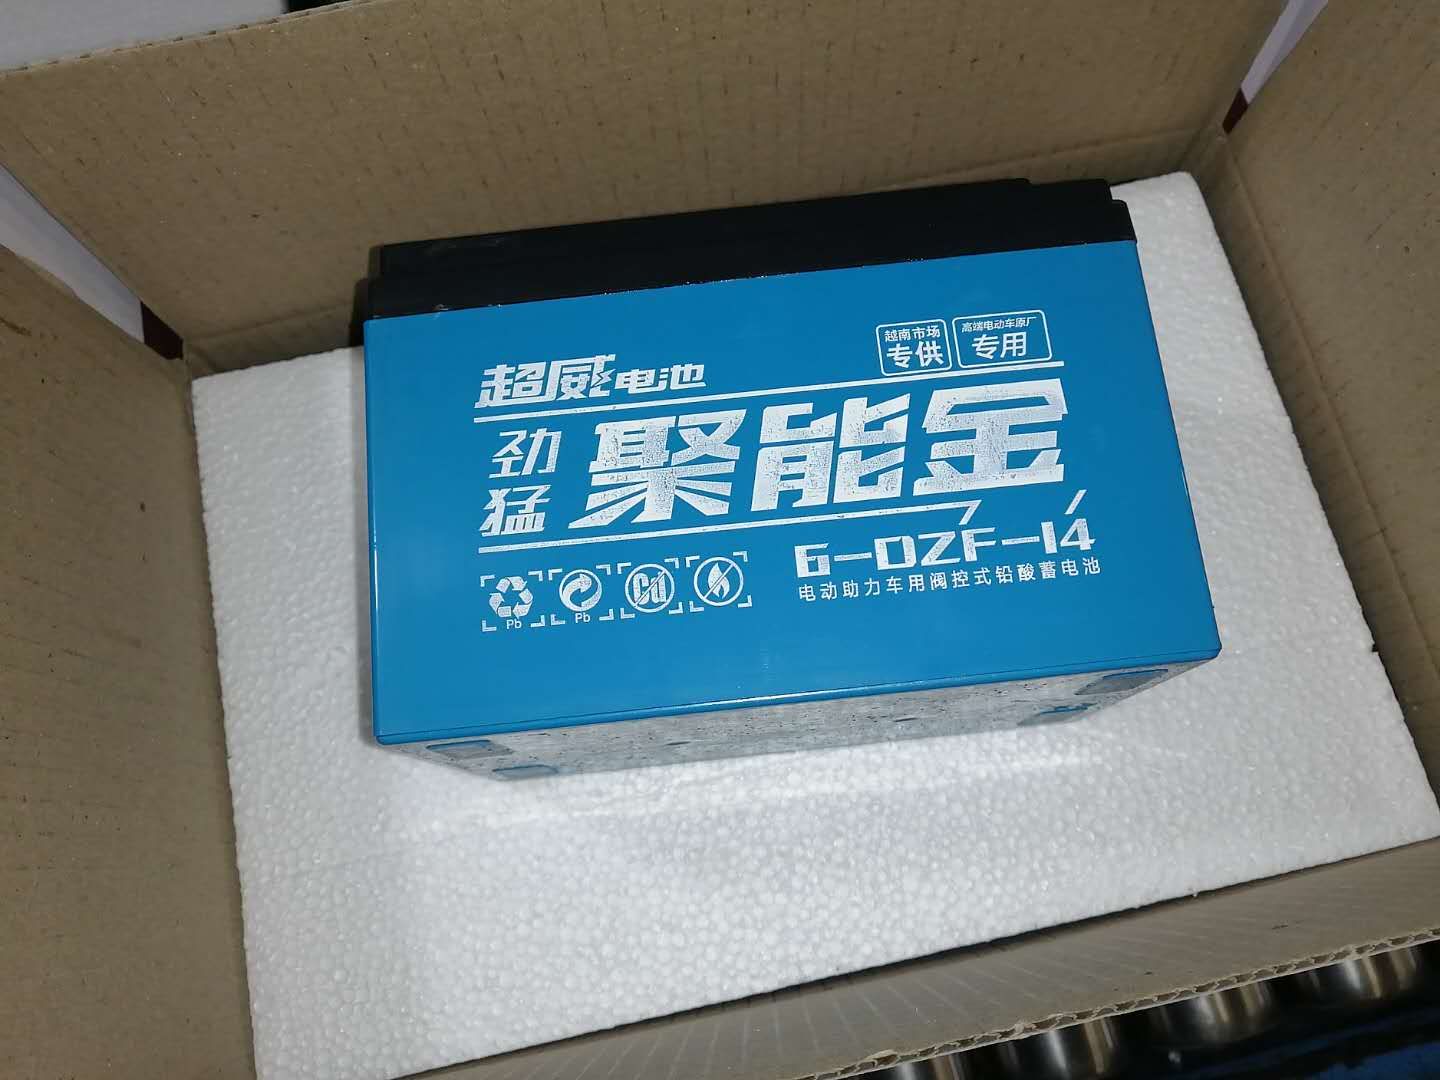 越南市场
专供
高端电动车原厂
专用
超威电池
劲猛
聚能金
6-DZF-14
电动助力车用阀控式铅酸蓄电池
Pb
Pb
Cd